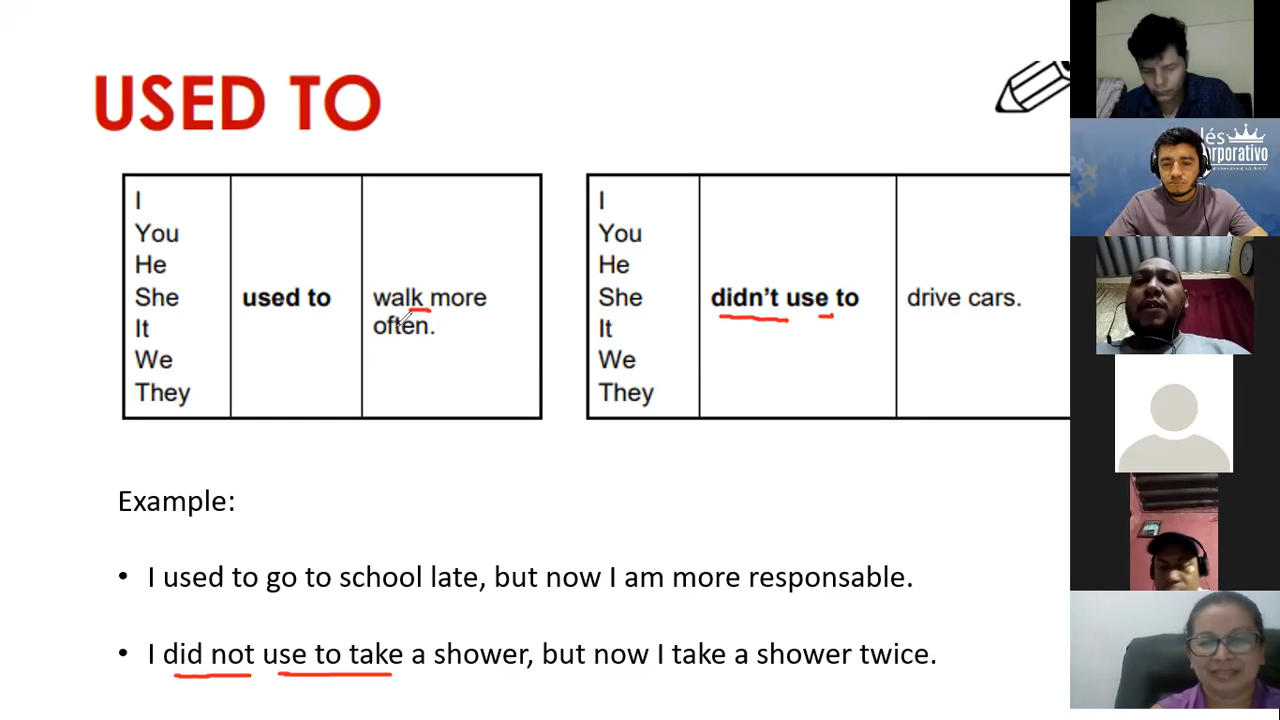 USED TO
I
You
He
She
It
We
They
used to
walk more
often.
I
You
He
She
It
We
They
didn't use to
drive cars.
Example:
• I used to go to school late, but now I am more responsable.
• I did not use to take a shower, but now I take a shower twice.
lés
orporativo